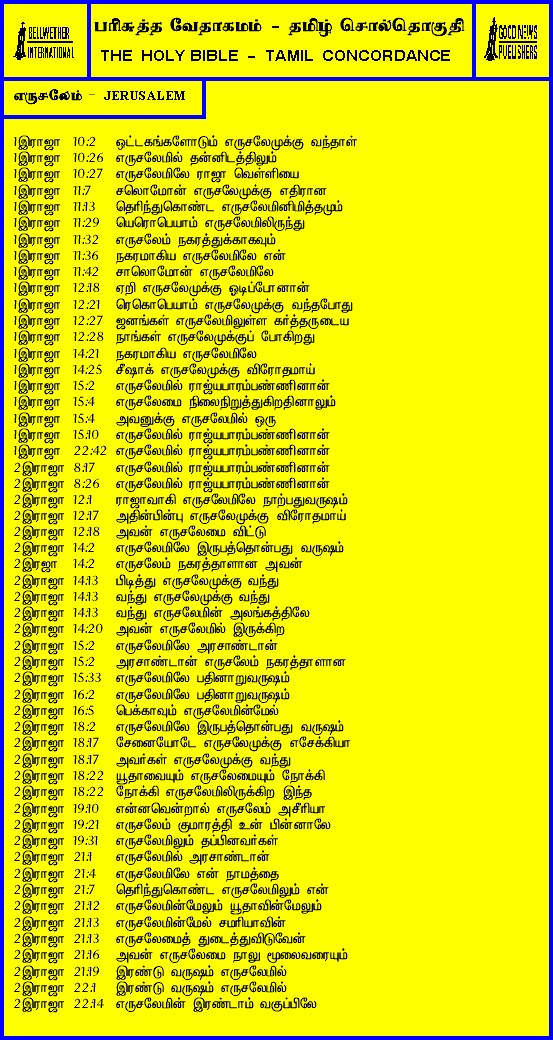 BELLWETHER
INTERNATIONAL
பரிசுத்த வேதாகமம் - தமிழ் சொல்தொகுதி
THE HOLY BIBLE - TAMIL CONCORDANCE
GOOD NEWS
PUBLISHERS
எருசலேம் - JERUSALEM
1இராஜா 10:2 ஒட்டகங்களோடும் எருசலேமுக்கு வந்தாள்
1இராஜா 10:26 எருசலேமில் தன்னிடத்திலும்
1இராஜா 10:27 எருசலேமிலே ராஜா வெள்ளியை
1இராஜா 11:7 சலொமோன் எருசலேமுக்கு எதிரான
1இராஜா 11:13 தெரிந்துகொண்ட எருசலேமினிமித்தமும்
1இராஜா 11:29 யெரொபெயாம் எருசலேமிலிருந்து
1இராஜா 11:32 எருசலேம் நகரத்துக்காகவும்
1இராஜா 11:36 நகரமாகிய எருசலேமிலே என்
1இராஜா 11:42 சாலொமோன் எருசலேமிலே
1இராஜா 12:18 ஏறி எருசலேமுக்கு ஓடிப்போனான்
1இராஜா 12:21 ரெகொபெயாம் எருசலேமுக்கு வந்தபோது
1இராஜா 12:27 ஜனங்கள் எருசலேமிலுள்ள கர்த்தருடைய
1இராஜா 12:28 நாங்கள் எருசலேமுக்குப் போகிறது
1இராஜா 14:21 நகரமாகிய எருசலேமிலே
1இராஜா 14:25 சீஷாக் எருசலேமுக்கு விரோதமாய்
1இராஜா 15:2 எருசலேமில் ராஜ்யபாரம்பண்ணினான்
1இராஜா 15:4 எருசலேமை நிலைநிறுத்துகிறதினாலும்
1இராஜா 15:4 அவனுக்கு எருசலேமில் ஒரு
1இராஜா 15:10 எருசலேமில் ராஜ்யபாரம்பண்ணினான்
1இராஜா 22:42 எருசலேமில் ராஜ்யபாரம்பண்ணினான்
2இராஜா 8:17 எருசலேமில் ராஜ்யபாரம்பண்ணினான்
2இராஜா 8:26 எருசலேமில் ராஜ்யபாரம்பண்ணினான்
2இராஜா 12:1 ராஜாவாகி எருசலேமிலே நாற்பதுவருஷம்
2இராஜா 12:17 அதின்பின்பு எருசலேமுக்கு விரோதமாய்
2இராஜா 12:18 அவன் எருசலேமை விட்டு
2இராஜா 14:2 எருசலேமிலே இருபத்தொன்பது வருஷம்
2இரஜா 14:2 எருசலேம் நகரத்தாளான அவன்
2இராஜா 14:13 பிடித்து எருசலேமுக்கு வந்து
2இராஜா 14:13 வந்து எருசலேமுக்கு வந்து
2இராஜா 14:13 வந்து எருசலேமின் அலங்கத்திலே
2இராஜா 14:20 அவன் எருசலேமில் இருக்கிற
2இராஜா 15:2 எருசலேமிலே அரசாண்டான்
2இராஜா 15:2 அரசாண்டான் எருசலேம் நகரத்தாளான
2இராஜா 15:33 எருசலேமிலே பதினாறுவருஷம்
2இராஜா 16:2 எருசலேமிலே பதினாறுவருஷம்
2இராஜா 16:5 பெக்காவும் எருசலேமின்மேல்
2இராஜா 18:2 எருசலேமிலே இருபத்தொன்பது வருஷம்
2இராஜா 18:17 சேனையோடே எருசலேமுக்கு எசேக்கியா
2இராஜா 18:17 அவர்கள் எருசலேமுக்கு வந்து
2இராஜா 18:22 யூதாவையும் எருசலேமையும் நோக்கி
2இராஜா 18:22 நோக்கி எருசலேமிலிருக்கிற இந்த
2இராஜா 19:10 என்னவென்றால் எருசலேம் அசீரியா
2இராஜா 19:21 எருசலேம் குமாரத்தி உன் பின்னாலே
2இராஜா 19:31 எருசலேமிலும் தப்பினவர்கள்
2இராஜா 21:1 எருசலேமில் அரசாண்டான்
2இராஜா 21:4 எருசலேமிலே என் நாமத்தை
2இராஜா 21:7 தெரிந்துகொண்ட எருசலேமிலும் என்
2இராஜா 21:12 எருசலேமின்மேலும் யூதாவின்மேலும்
2இராஜா 21:13 எருசலேமின்மேல் சமாரியாவின்
2இராஜா 21:13 எருசலேமைத் துடைத்துவிடுவேன்
2இராஜா 21:16 அவன் எருசலேமை நாலு மூலைவரையும்
2இராஜா 21:19 இரண்டு வருஷம் எருசலேமில்
2இராஜா 22:1 இரண்டு வருஷம் எருசலேமில்
2இராஜா 22:14 எருசலேமின் இரண்டாம் வகுப்பிலே